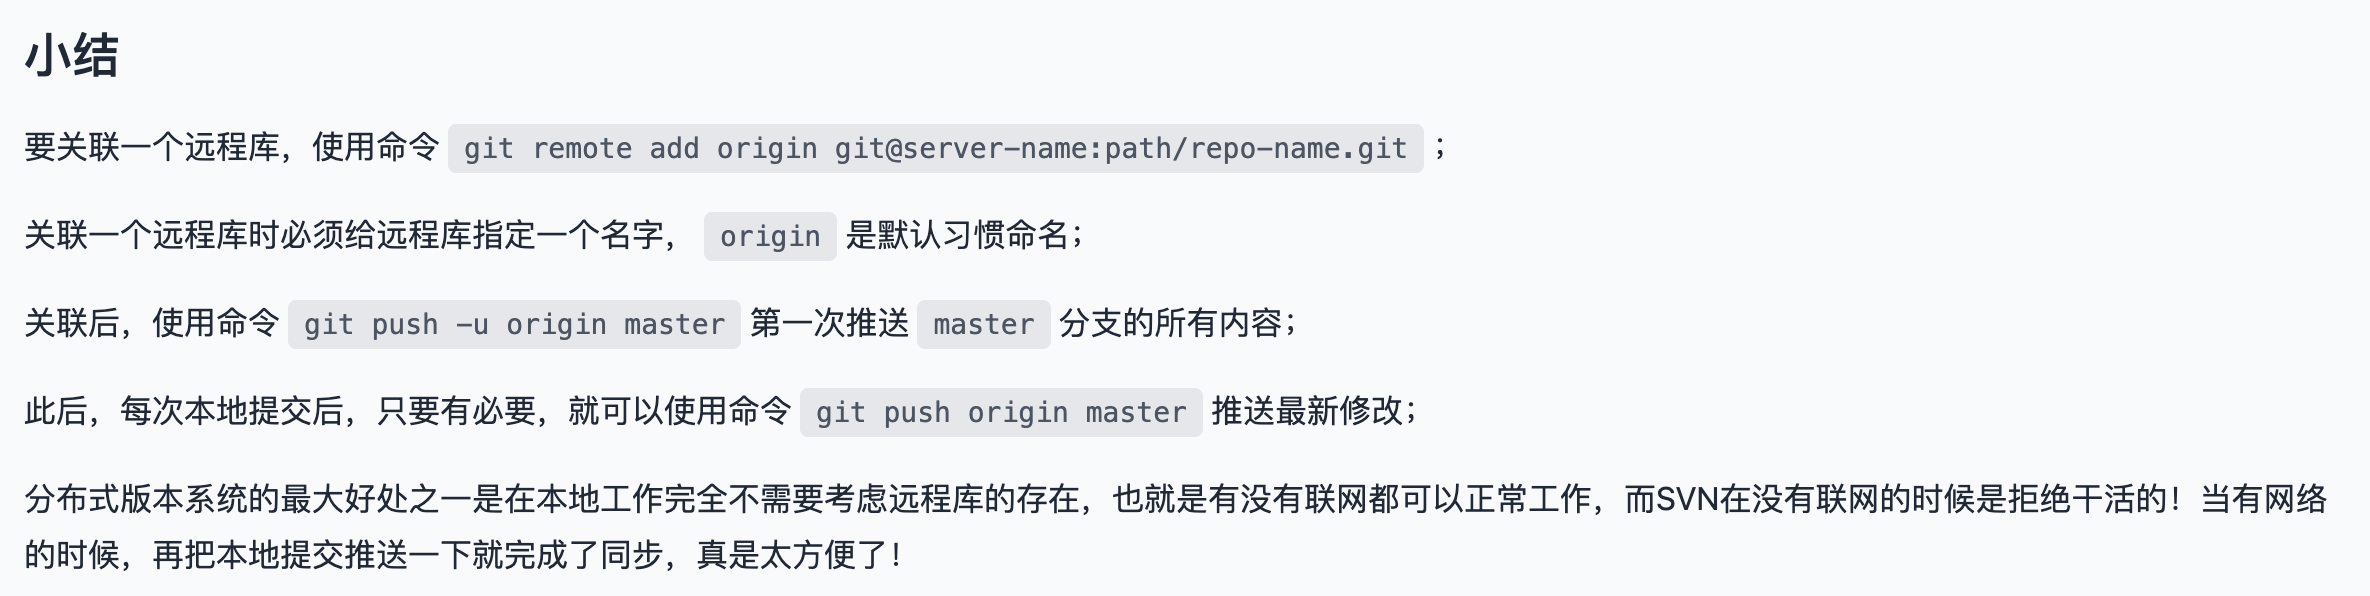 小结
要关联一个远程库，使用命令 git remote add origin git@server-name:path/repo-name.git ；
关联一个远程库时必须给远程库指定一个名字， origin 是默认习惯命名；
关联后，使用命令 git push -u origin master 第一次推送 master 分支的所有内容；
此后，每次本地提交后，只要有必要，就可以使用命令 git push origin master 推送最新修改；
分布式版本系统的最大好处之一是在本地工作完全不需要考虑远程库的存在，也就是有没有联网都可以正常工作，而SVN在没有联网的时候是拒绝干活的！当有网络
的时候，再把本地提交推送一下就完成了同步，真是太方便了！